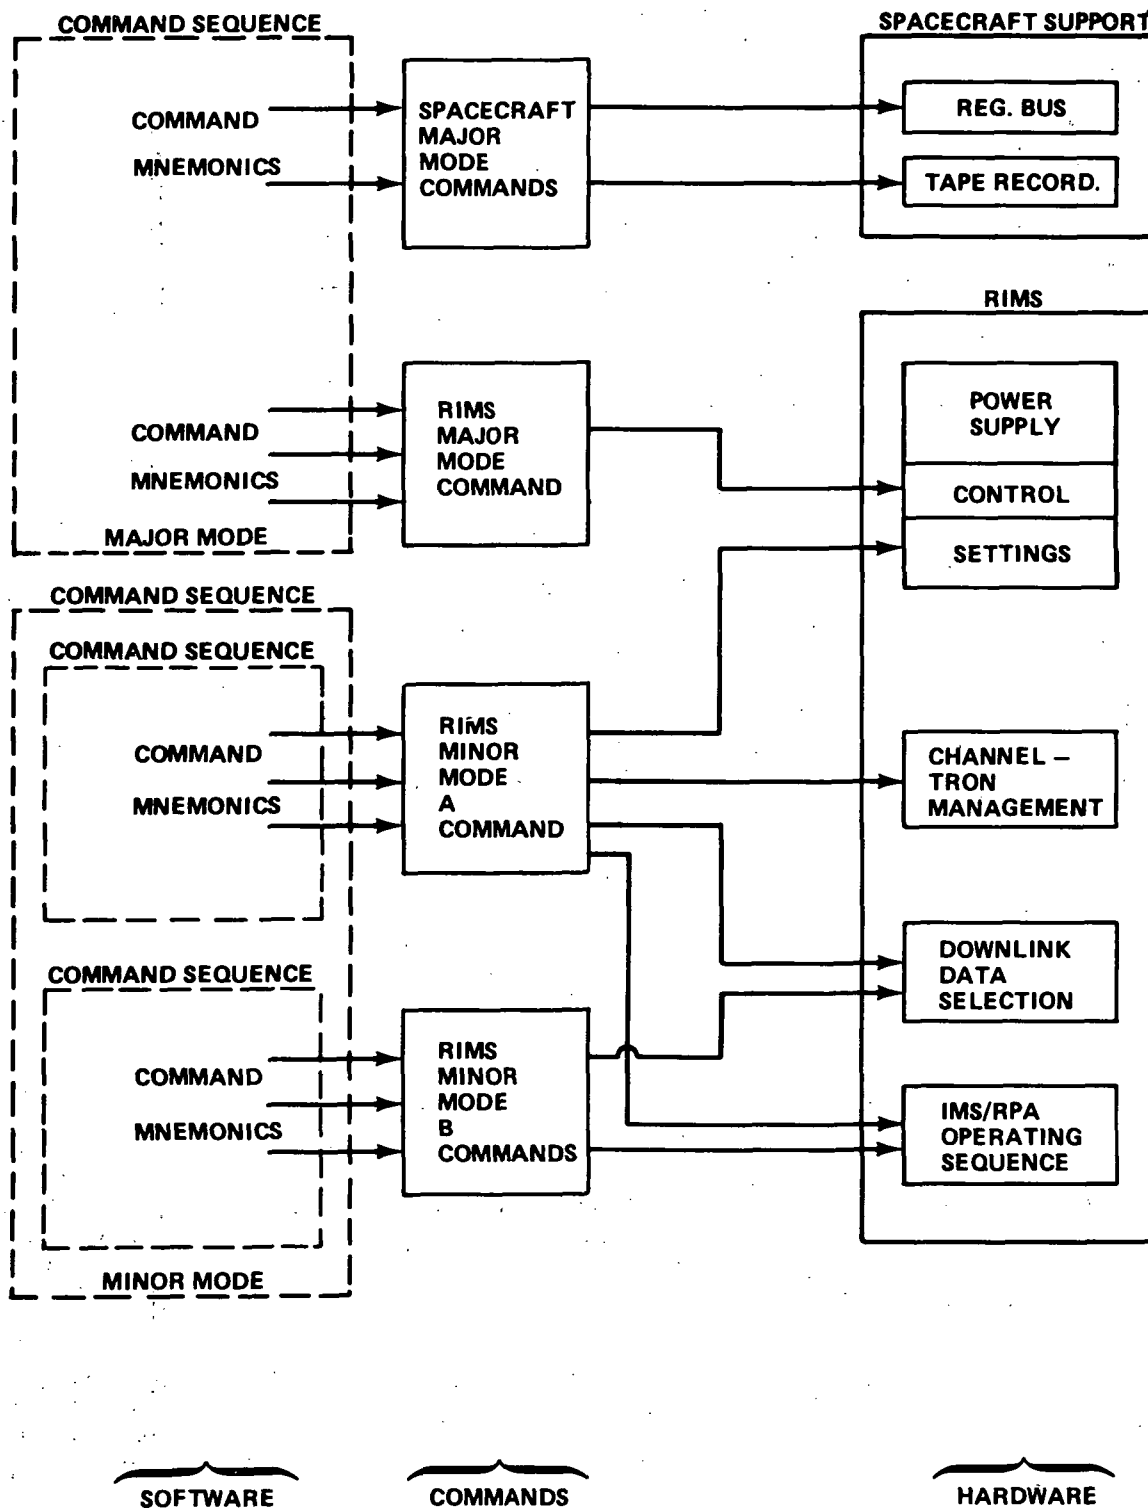 COMMAND SEQUENCE
COMMAND
MNEMONICS
COMMAND
MNEMONICS
MAJOR MODE
COMMAND SEQUENCE
COMMAND SEQUENCE
COMMAND
MNEMONICS
COMMAND SEQUENCE
COMMAND
MNEMONICS
MINOR MODE
SPACECRAFT
MAJOR
MODE
COMMANDS
RIMS
MAJOR
MODE
COMMAND
RIMS
MINOR
MODE
A
COMMAND
RIMS
MINOR
MODE
B
COMMANDS
SPACECRAFT SUPPORT
REG. BUS
TAPE RECORD.
RIMS
POWER
SUPPLY
CONTROL
SETTINGS
CHANNEL –
TRON
MANAGEMENT
DOWNLINK
DATA
SELECTION
IMS/RPA
OPERATING
SEQUENCE
SOFTWARE
COMMANDS
HARDWARE